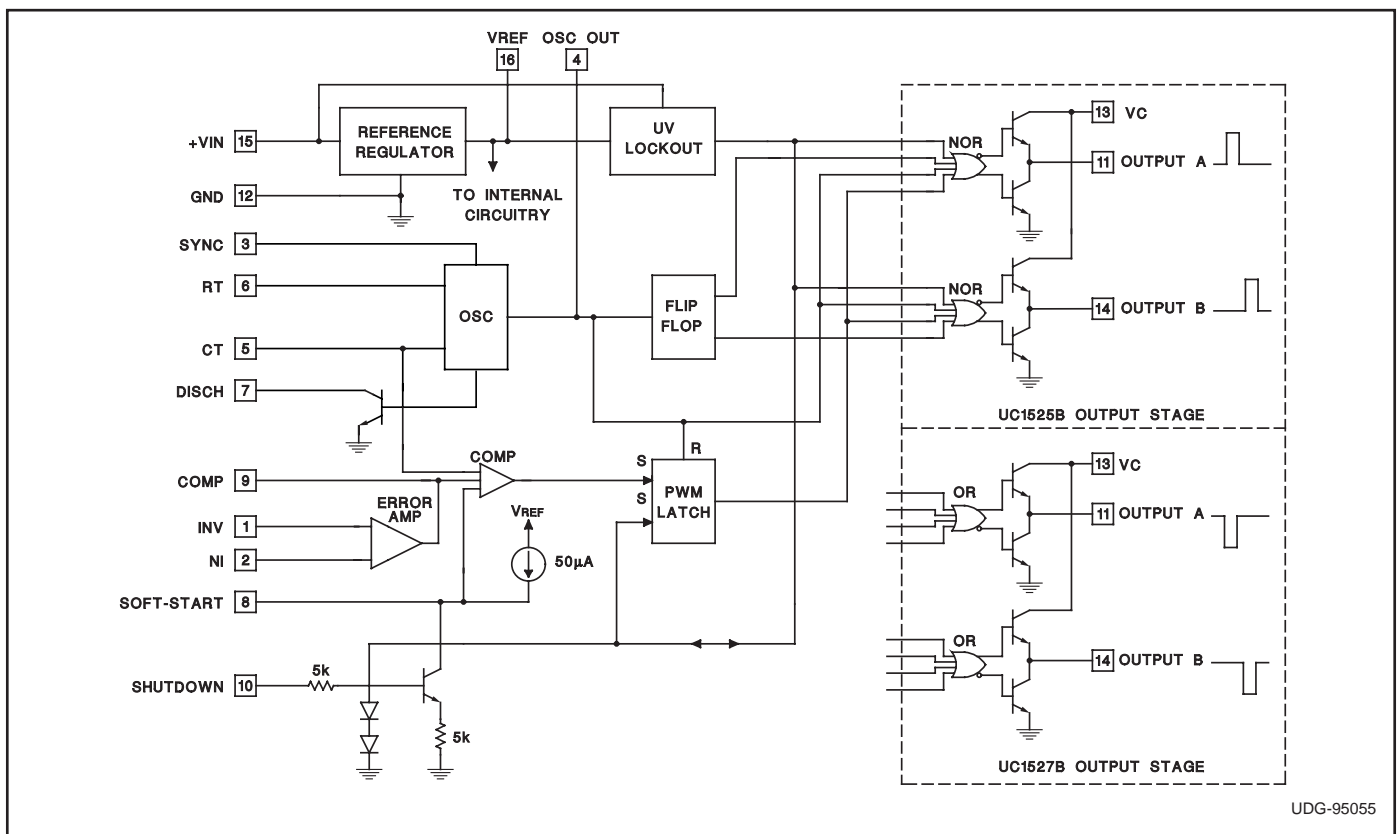 VREF OSC OUT
16 4
+VIN 15
REFERENCE
REGULATOR
UV
LOCKOUT
TO INTERNAL
CIRCUITRY
GND 12
SYNC 3
RT 6
OSC
CT 5
DISCH 7
FLIP
FLOP
COMP
COMP 9
ERROR
AMP
INV 1
NI 2
S
S
R
PWM
LATCH
VREF
50µA
SOFT-START 8
SHUTDOWN 10
5k
5k
NOR
13 VC
11 OUTPUT A
NOR
14 OUTPUT B
UC1525B OUTPUT STAGE
OR
13 VC
11 OUTPUT A
OR
14 OUTPUT B
UC1527B OUTPUT STAGE
UDG-95055